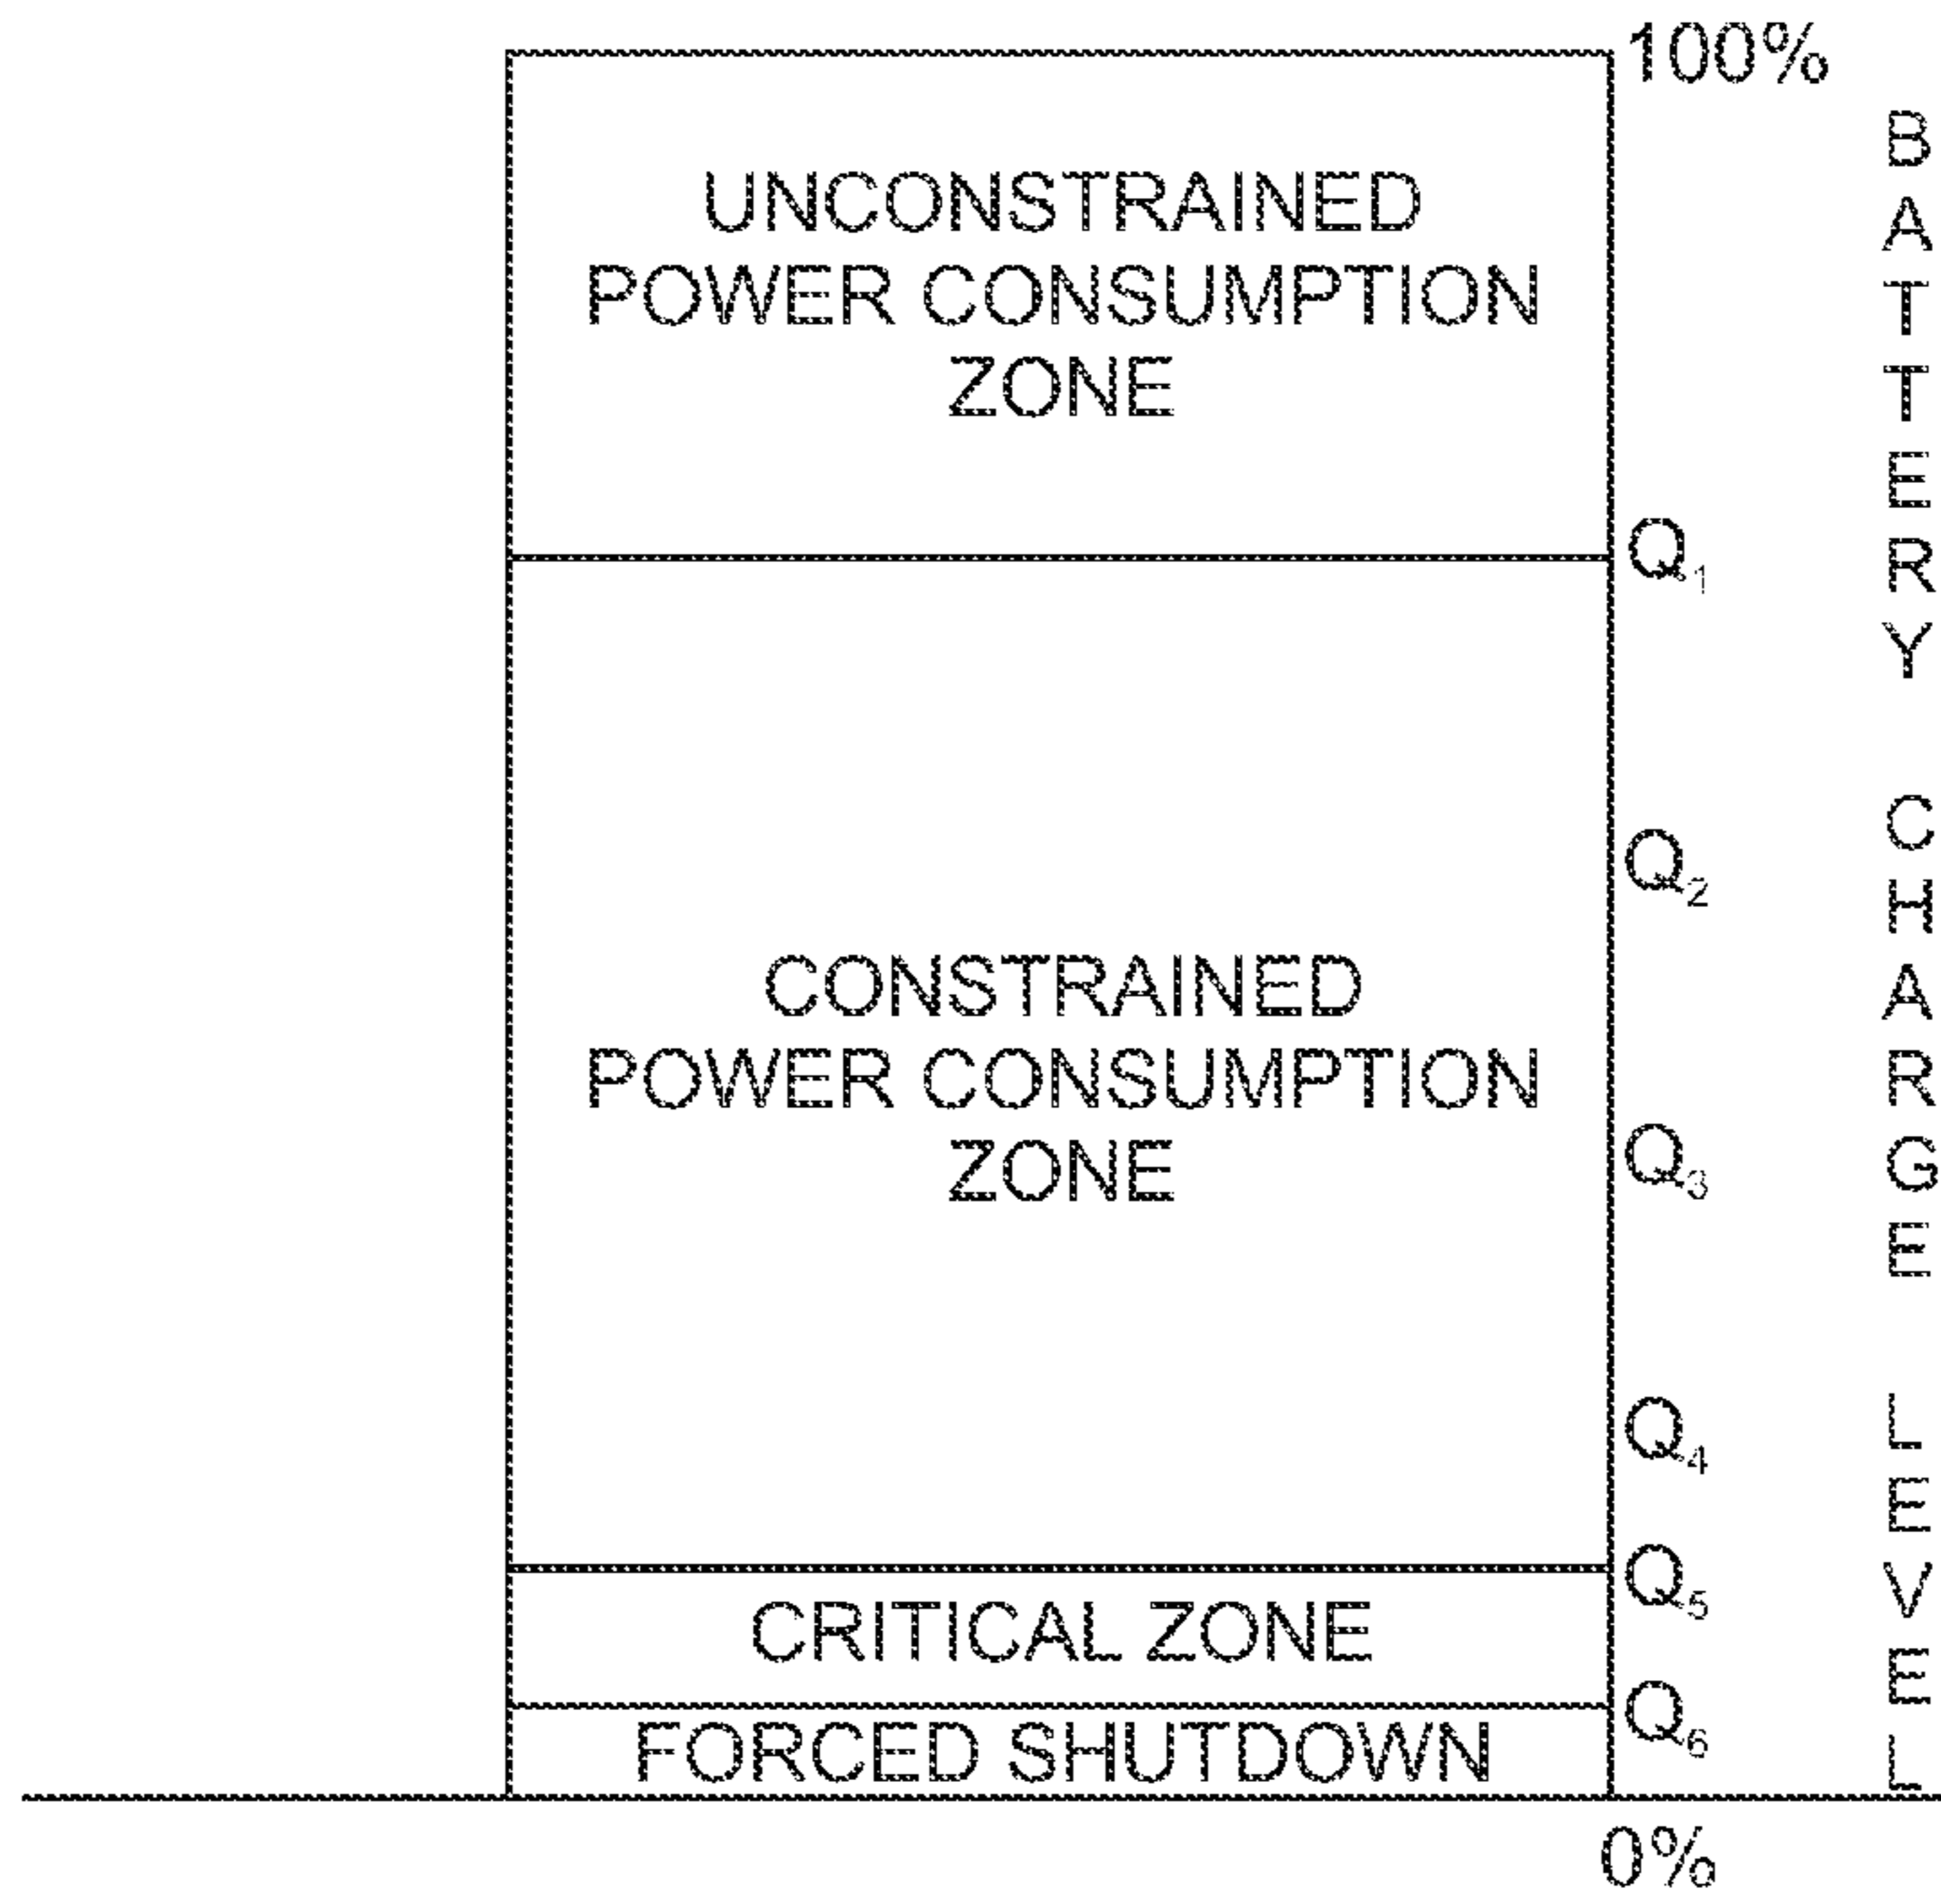 100%
UNCONSTRAINED
POWER CONSUMPTION
ZONE
Q1
Q2
CONSTRAINED
POWER CONSUMPTION
ZONE
Q3
Q4
Q5
CRITICAL ZONE
Q6
FORCED SHUTDOWN
0%
BATTERY CHARGE LEVEL